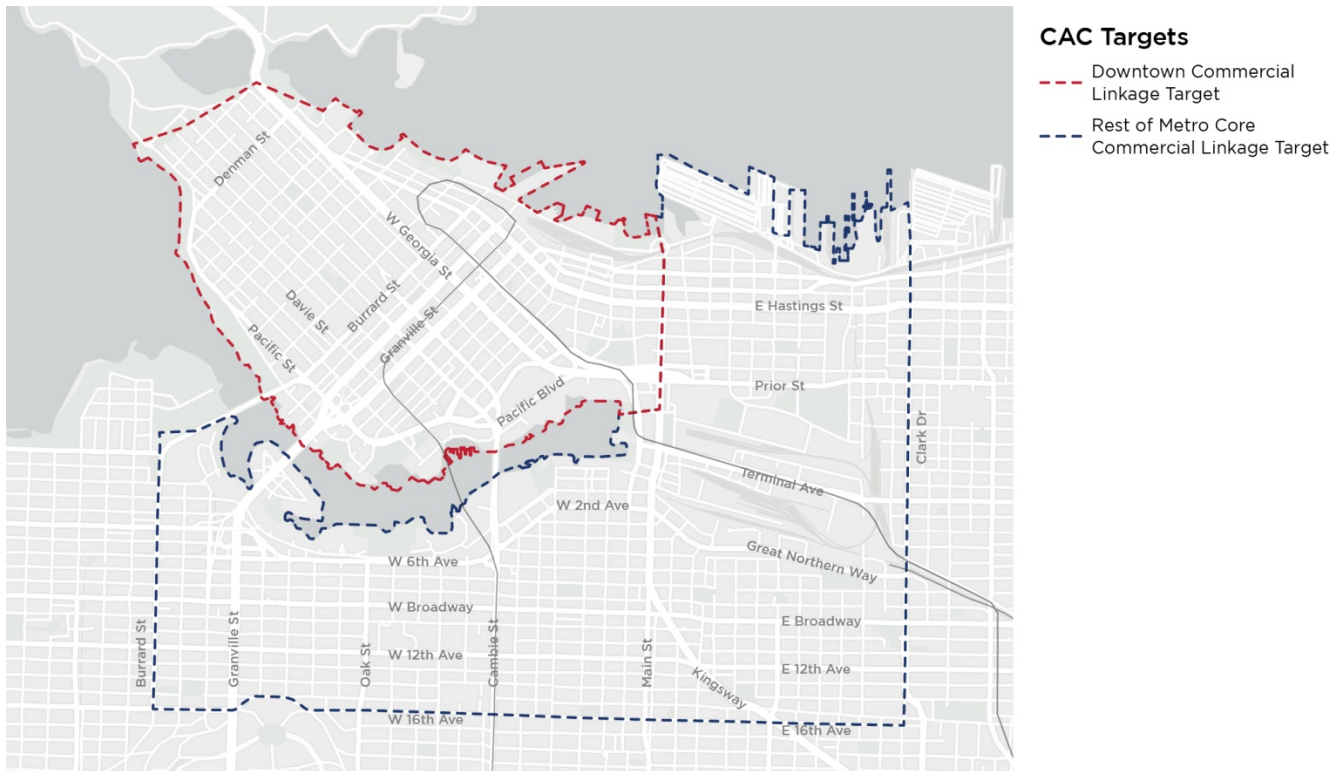 CAC Targets
Downtown Commercial
Linkage Target
Rest of Metro Core
Commercial Linkage Target
Denman St
W Georgia St
Davie St
Burrard St
Granville St
Pacific St
E Hastings St
Pacific Blvd
Prior St
Clark Dr
Terminal Ave
W 2nd Ave
Great Northern Way
W 6th Ave
W Broadway
E Broadway
Burrard St
Granville St
Oak St
W 12th Ave
Cambie St
Main St
Kingsway
E 12th Ave
W 16th Ave
E 16th Ave